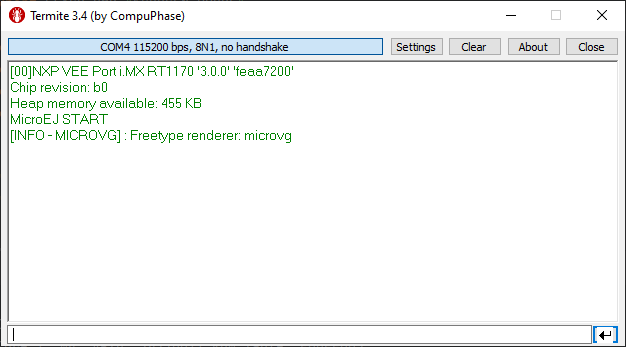 Termite 3.4 (by CompuPhase)
COM4 115200 bps, 8N1, no handshake Settings Clear About Close
[00]NXP VEE Port i.MX RT1170 '3.0.0' 'feaa7200'
Chip revision: b0
Heap memory available: 455 KB
MicroEJ START
[INFO - MICROVG] : Freetype renderer: microvg